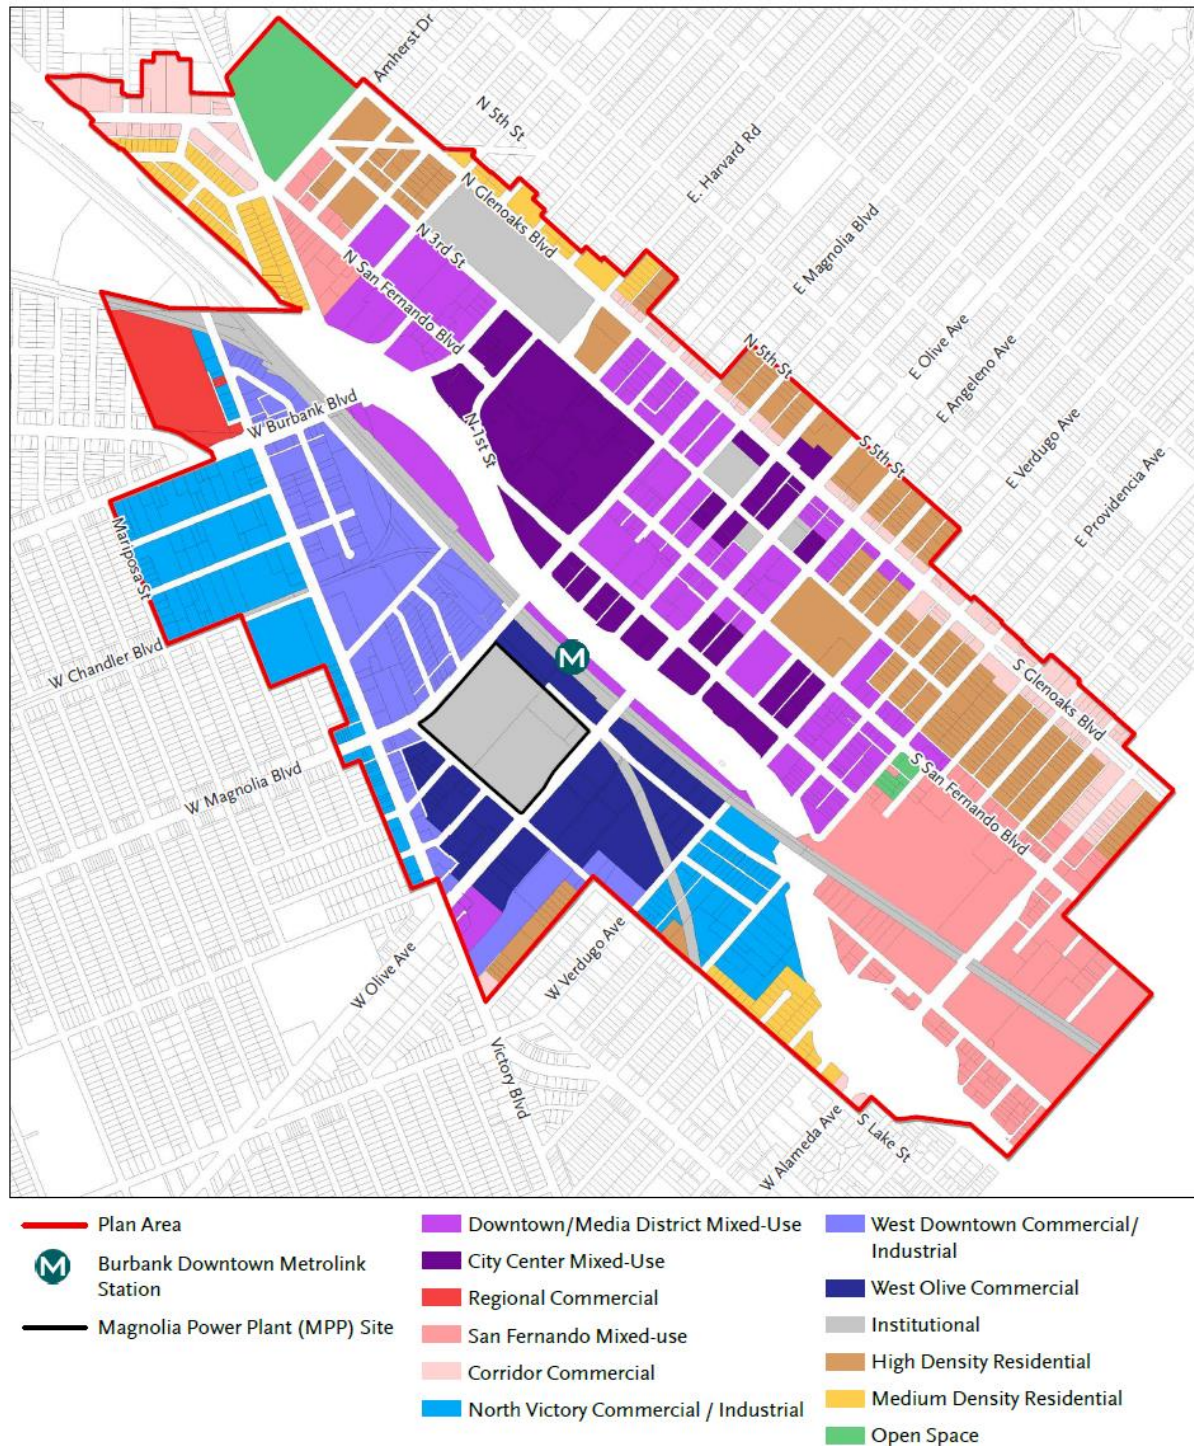 Amherst Dr
N 5th St
E. Harvard Rd
N Glenoaks Blvd
N 3rd St
E Magnolia Blvd
N San Fernando Blvd
N 5th St
E Olive Ave
E Angeleno Ave
W Burbank Blvd
N 1st St
S 5th St
E Verdugo Ave
E Providencia Ave
Mariposa St
M
W Chandler Blvd
S Glenoaks Blvd
W Magnolia Blvd
S San Fernando Blvd
W Olive Ave
W Verdugo Ave
Victory Blvd
W Alameda Ave
S Lake St
Plan Area
M
Burbank Downtown Metrolink
Station
Magnolia Power Plant (MPP) Site
Downtown/Media District Mixed-Use
City Center Mixed-Use
Regional Commercial
San Fernando Mixed-use
Corridor Commercial
North Victory Commercial / Industrial
West Downtown Commercial/
Industrial
West Olive Commercial
Institutional
High Density Residential
Medium Density Residential
Open Space